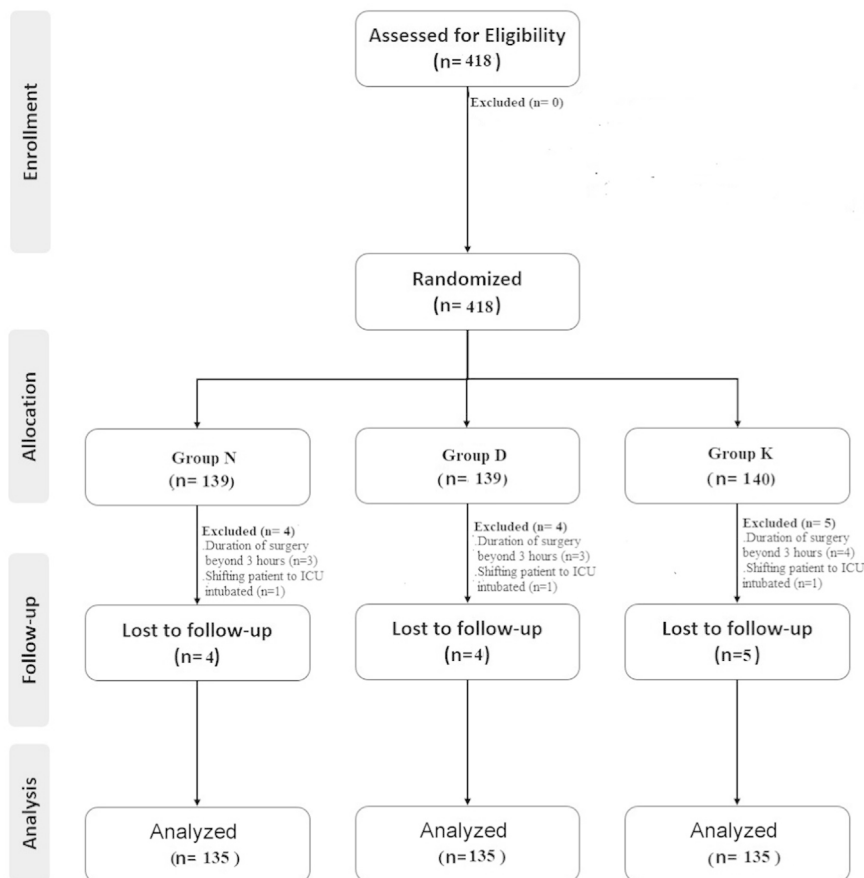 Enrollment
Assessed for Eligibility
(n= 418)
Excluded (n= 0)
Randomized
(n= 418)
Allocation
Group N
(n= 139)
Group D
(n= 139)
Group K
(n= 140)
Excluded (n= 4)
.Duration of surgery
beyond 3 hours (n=3)
.Shifting patient to ICU
intubated (n=1)
Excluded (n= 4)
.Duration of surgery
beyond 3 hours (n=3)
.Shifting patient to ICU
intubated (n=1)
Excluded (n= 5)
.Duration of surgery
beyond 3 hours (n=4)
.Shifting patient to ICU
intubated (n=1)
Follow-up
Lost to follow-up
(n= 4)
Lost to follow-up
(n=4)
Lost to follow-up
(n=5)
Analysis
Analyzed
(n= 135 )
Analyzed
(n=135 )
Analyzed
(n= 135 )